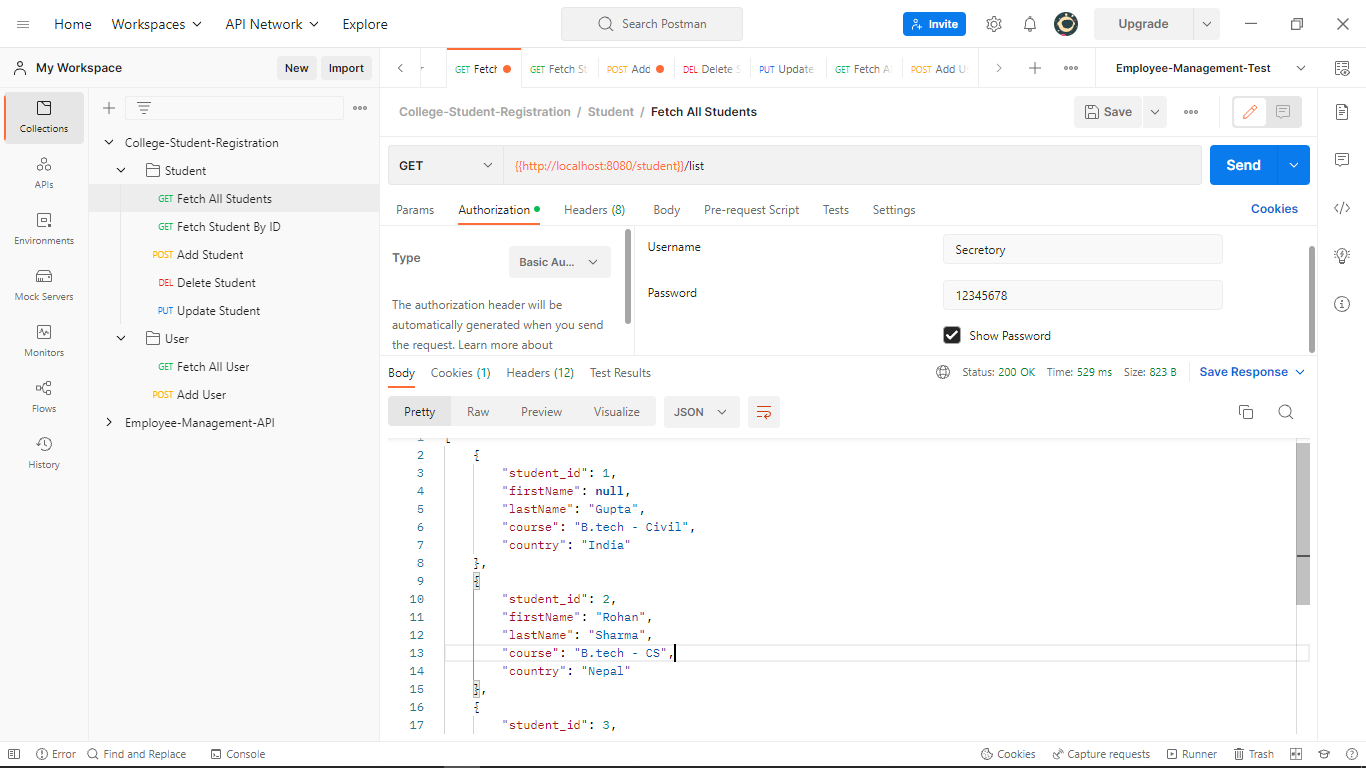 Home Workspaces API Network Explore Search Postman Invite Upgrade
My Workspace New Import
GET Fetch GET Fetch St POST Add DEL Delete S PUT Update GET Fetch Al POST Add U Employee-Management-Test
Collections
APIs
Environments
Mock Servers
Monitors
Flows
History
College-Student-Registration
Student
GET Fetch All Students
GET Fetch Student By ID
POST Add Student
DEL Delete Student
PUT Update Student
User
GET Fetch All User
POST Add User
Employee-Management-API
College-Student-Registration / Student / Fetch All Students Save
GET {{http://localhost:8080/student}}/list Send
Params Authorization Headers (8) Body Pre-request Script Tests Settings Cookies
Type Basic Au...
The authorization header will be
automatically generated when you send
the request. Learn more about
Username Secretory
Password 12345678
Show Password
Body Cookies (1) Headers (12) Test Results Status: 200 OK Time: 529 ms Size: 823 B Save Response
Pretty Raw Preview Visualize JSON
1 [
2 {
3 "student_id": 1,
4 "firstName": null,
5 "lastName": "Gupta",
6 "course": "B.tech - Civil",
7 "country": "India"
8 },
9 {
10 "student_id": 2,
11 "firstName": "Rohan",
12 "lastName": "Sharma",
13 "course": "B.tech - CS",
14 "country": "Nepal"
15 },
16 {
17 "student_id": 3,
Error Find and Replace Console Cookies Capture requests Runner Trash